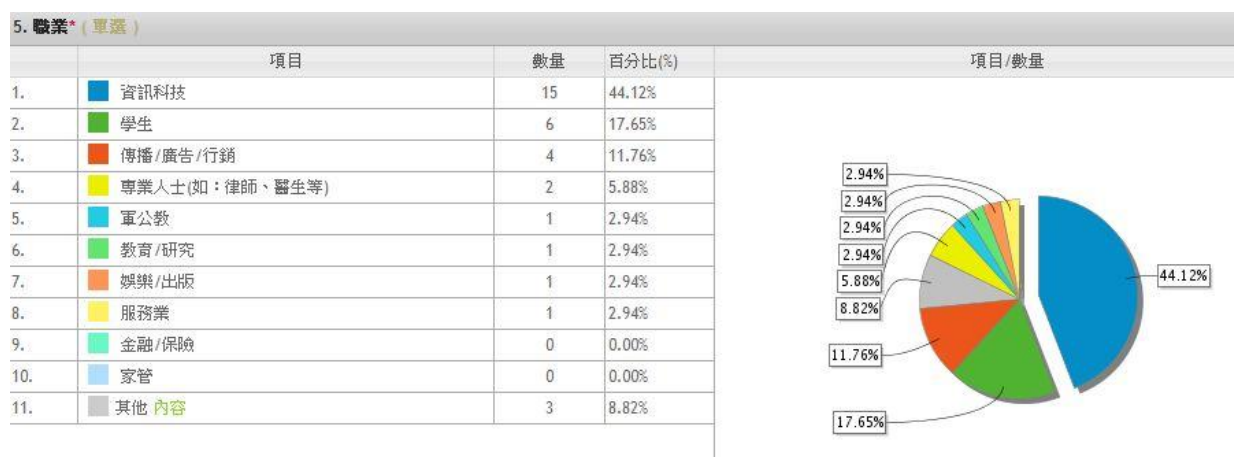 5. 職業* ( 單選 )
項目 數量 百分比(%) 項目/數量
1. 資訊科技 15 44.12%
2. 學生 6 17.65%
3. 傳播/廣告/行銷 4 11.76%
4. 專業人士(如：律師、醫生等) 2 5.88%
5. 軍公教 1 2.94%
6. 教育/研究 1 2.94%
7. 娛樂/出版 1 2.94%
8. 服務業 1 2.94%
9. 金融/保險 0 0.00%
10. 家管 0 0.00%
11. 其他 內容 3 8.82%
2.94%
2.94%
2.94%
2.94%
5.88%
8.82%
11.76%
17.65%
44.12%